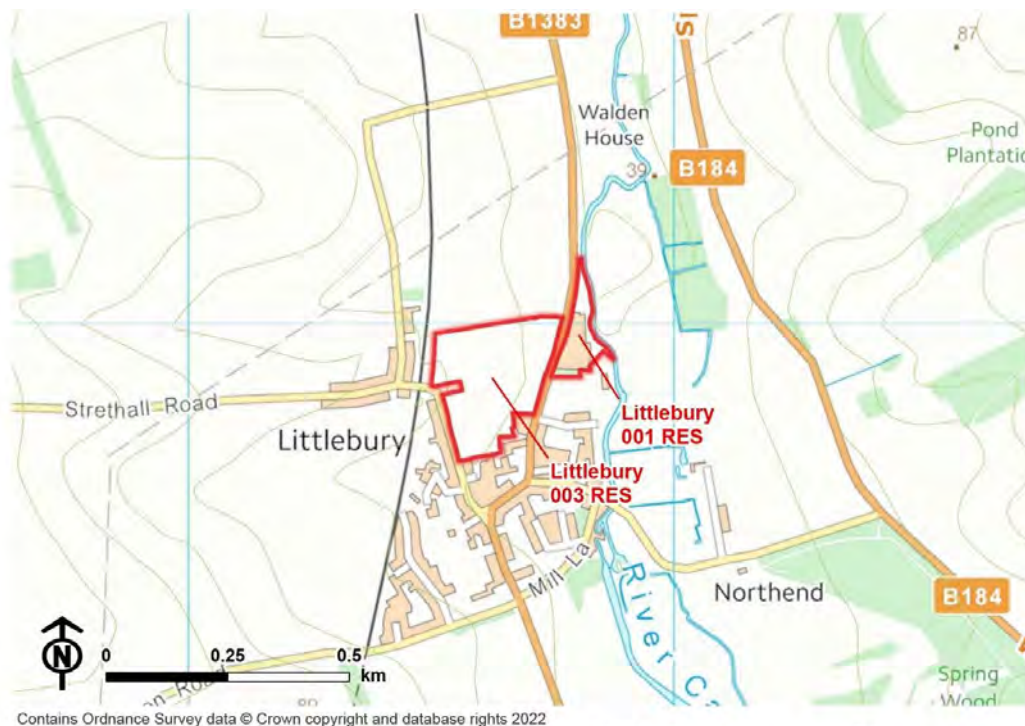 B1383
87
Walden
House
Pond
39
B184
Strethall Road
Littlebury
Littlebury
001 RES
Littlebury
003 RES
Mill La
River
Northend
B184
N
0 0.25 0.5
km
Spring
Wood
Road
Contains Ordnance Survey data © Crown copyright and database rights 2022